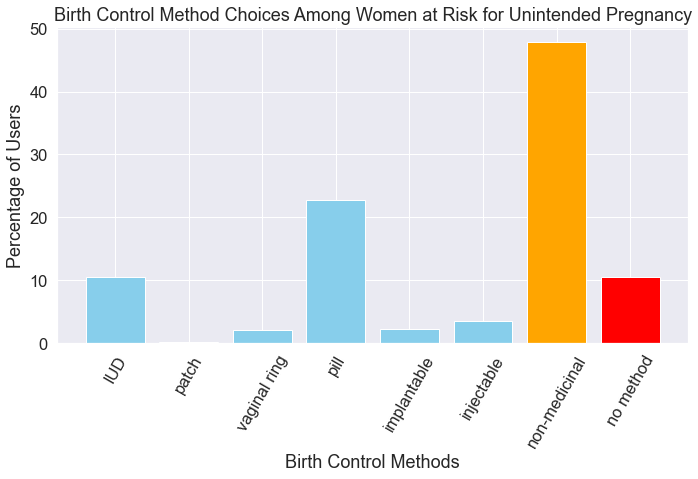 Birth Control Method Choices Among Women at Risk for Unintended Pregnancy
Percentage of Users
50
40
30
20
10
0
IUD
patch
vaginal ring
pill
implantable
injectable
non-medicinal
no method
Birth Control Methods